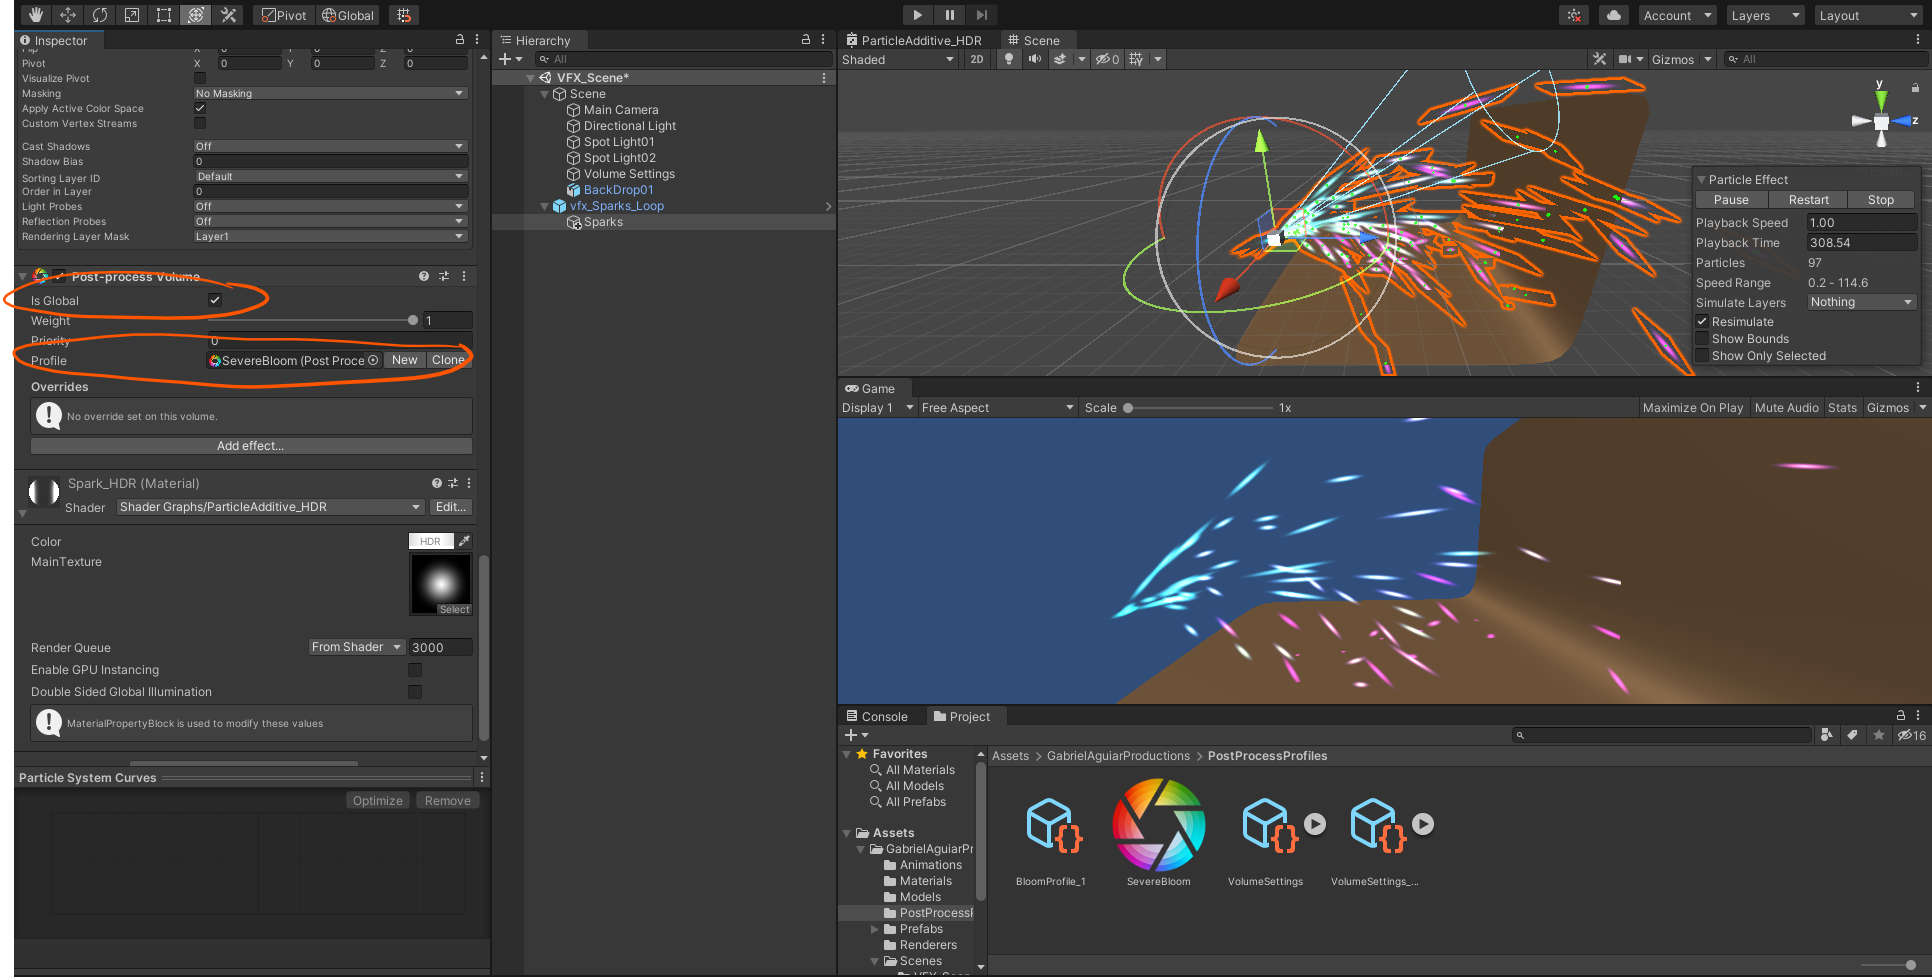 Pivot
Global
Account
Layers
Layout
Inspector
Pivot X 0 Y 0 Z 0
Visualize Pivot
Masking No Masking
Apply Active Color Space
Custom Vertex Streams
Cast Shadows Off
Shadow Bias 0
Sorting Layer ID Default
Order in Layer 0
Light Probes Off
Reflection Probes Off
Rendering Layer Mask Layer1
Post-process Volume
Is Global
Weight 1
Priority 0
Profile SevereBloom (Post Proce New Clone
Overrides
No override set on this volume.
Add effect...
Spark_HDR (Material)
Shader Shader Graphs/ParticleAdditive_HDR Edit...
Color HDR
MainTexture
Select
Render Queue From Shader 3000
Enable GPU Instancing
Double Sided Global Illumination
MaterialPropertyBlock is used to modify these values
Particle System Curves
Optimize Remove
Hierarchy
All
VFX_Scene*
Scene
Main Camera
Directional Light
Spot Light01
Spot Light02
Volume Settings
BackDrop01
vfx_Sparks_Loop
Sparks
ParticleAdditive_HDR Scene
Shaded 2D 0 Gizmos All
y
z
Particle Effect
Pause Restart Stop
Playback Speed 1.00
Playback Time 308.54
Particles 97
Speed Range 0.2 - 114.6
Simulate Layers Nothing
Resimulate
Show Bounds
Show Only Selected
Game
Display 1 Free Aspect Scale 1x Maximize On Play Mute Audio Stats Gizmos
Console Project
16
Favorites
All Materials
All Models
All Prefabs
Assets
GabrielAguiarPr
Animations
Materials
Models
PostProcessF
Prefabs
Renderers
Scenes
Assets > GabrielAguiarProductions > PostProcessProfiles
BloomProfile_1 SevereBloom VolumeSettings VolumeSettings_...